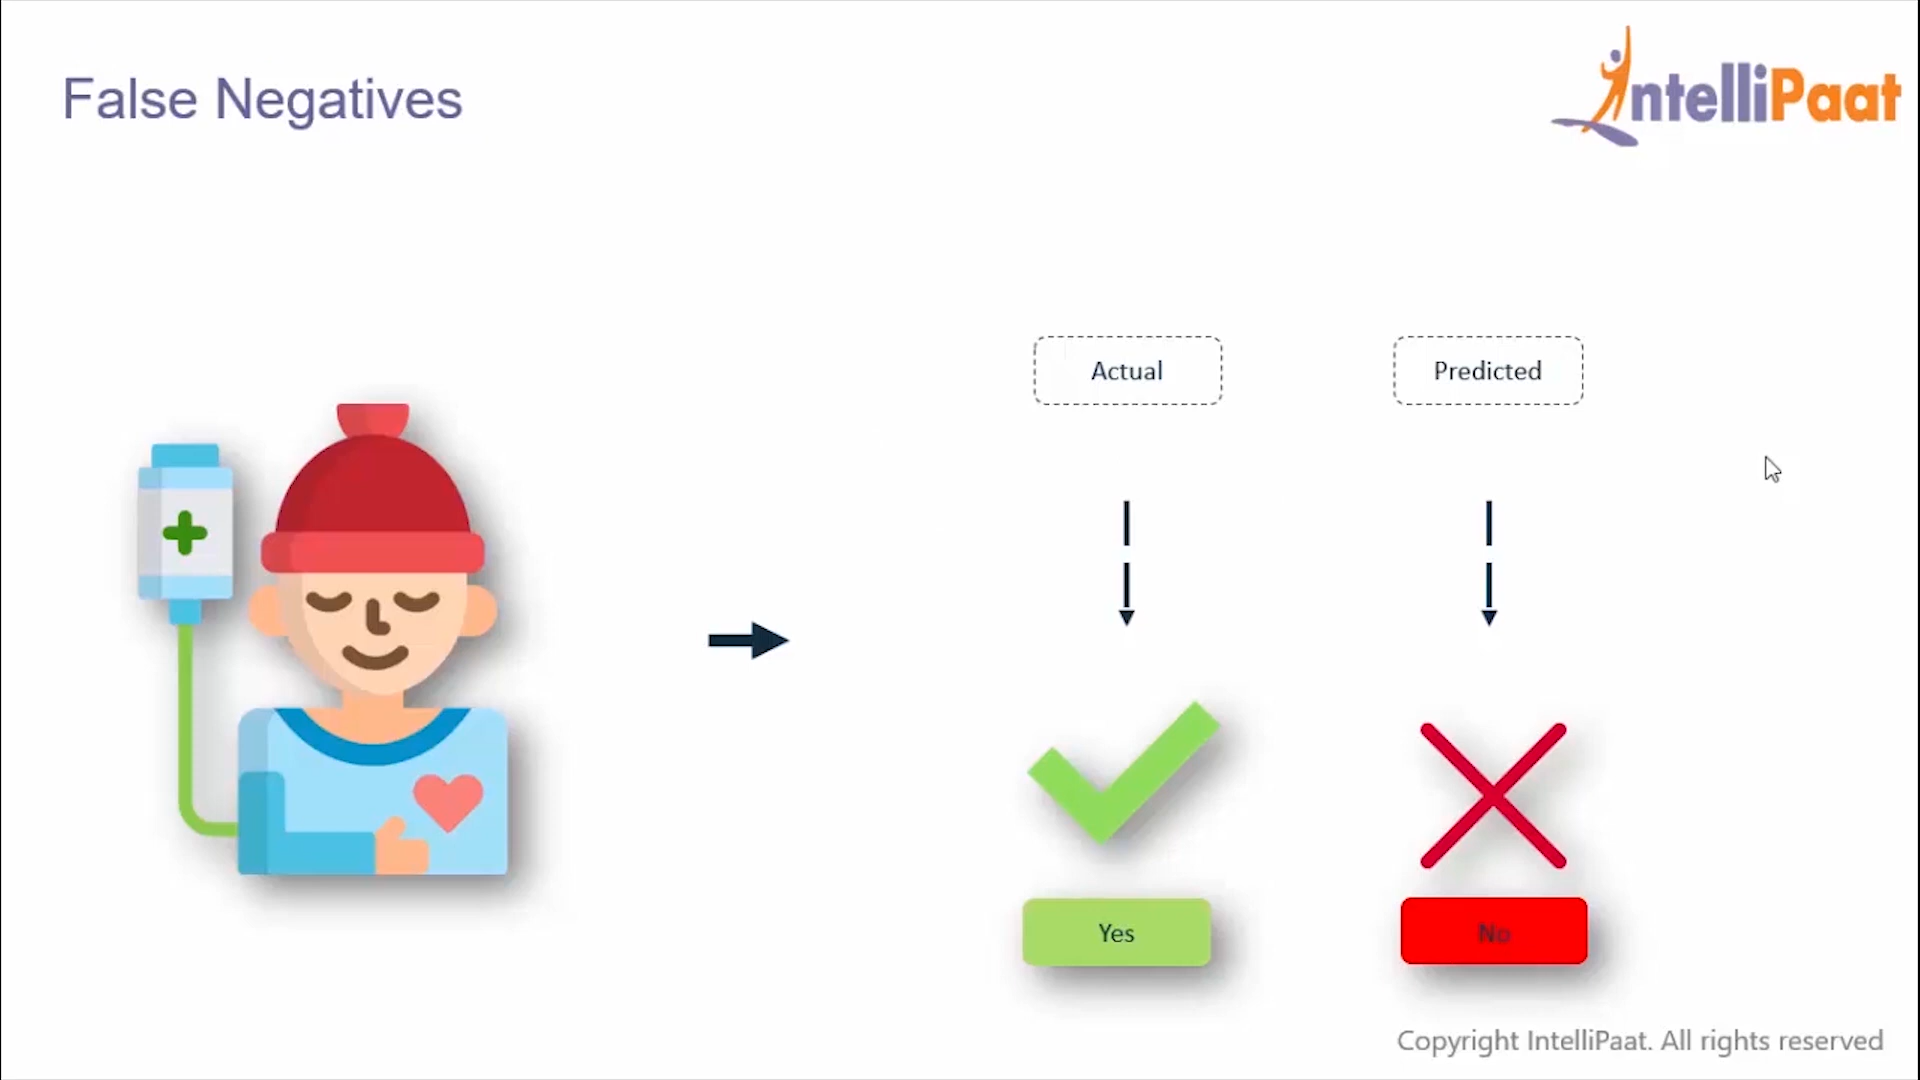 False Negatives
IntelliPaat
Actual
Predicted
Yes
No
Copyright IntelliPaat. All rights reserved